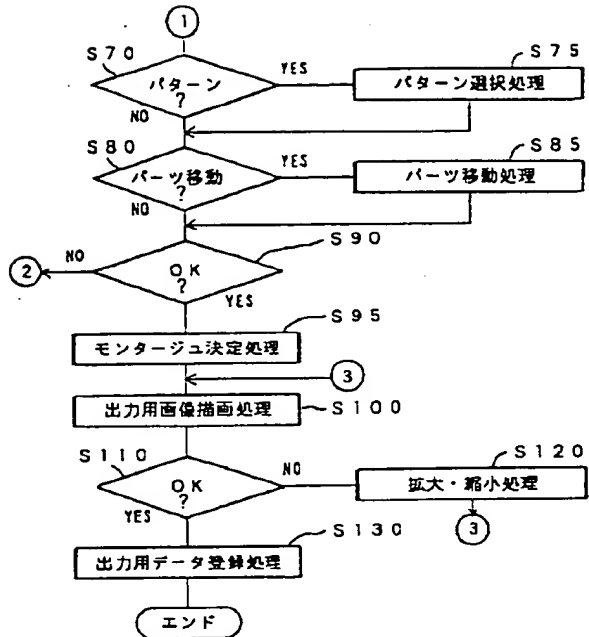 1
S70
パターン
?
YES
S75
パターン選択処理
NO
S80
パーツ移動
?
YES
S85
パーツ移動処理
NO
S90
OK
?
NO
2
YES
S95
モンタージュ決定処理
3
出力用画像描画処理
S100
S110
OK
?
NO
S120
拡大・縮小処理
3
YES
S130
出力用データ登録処理
エンド